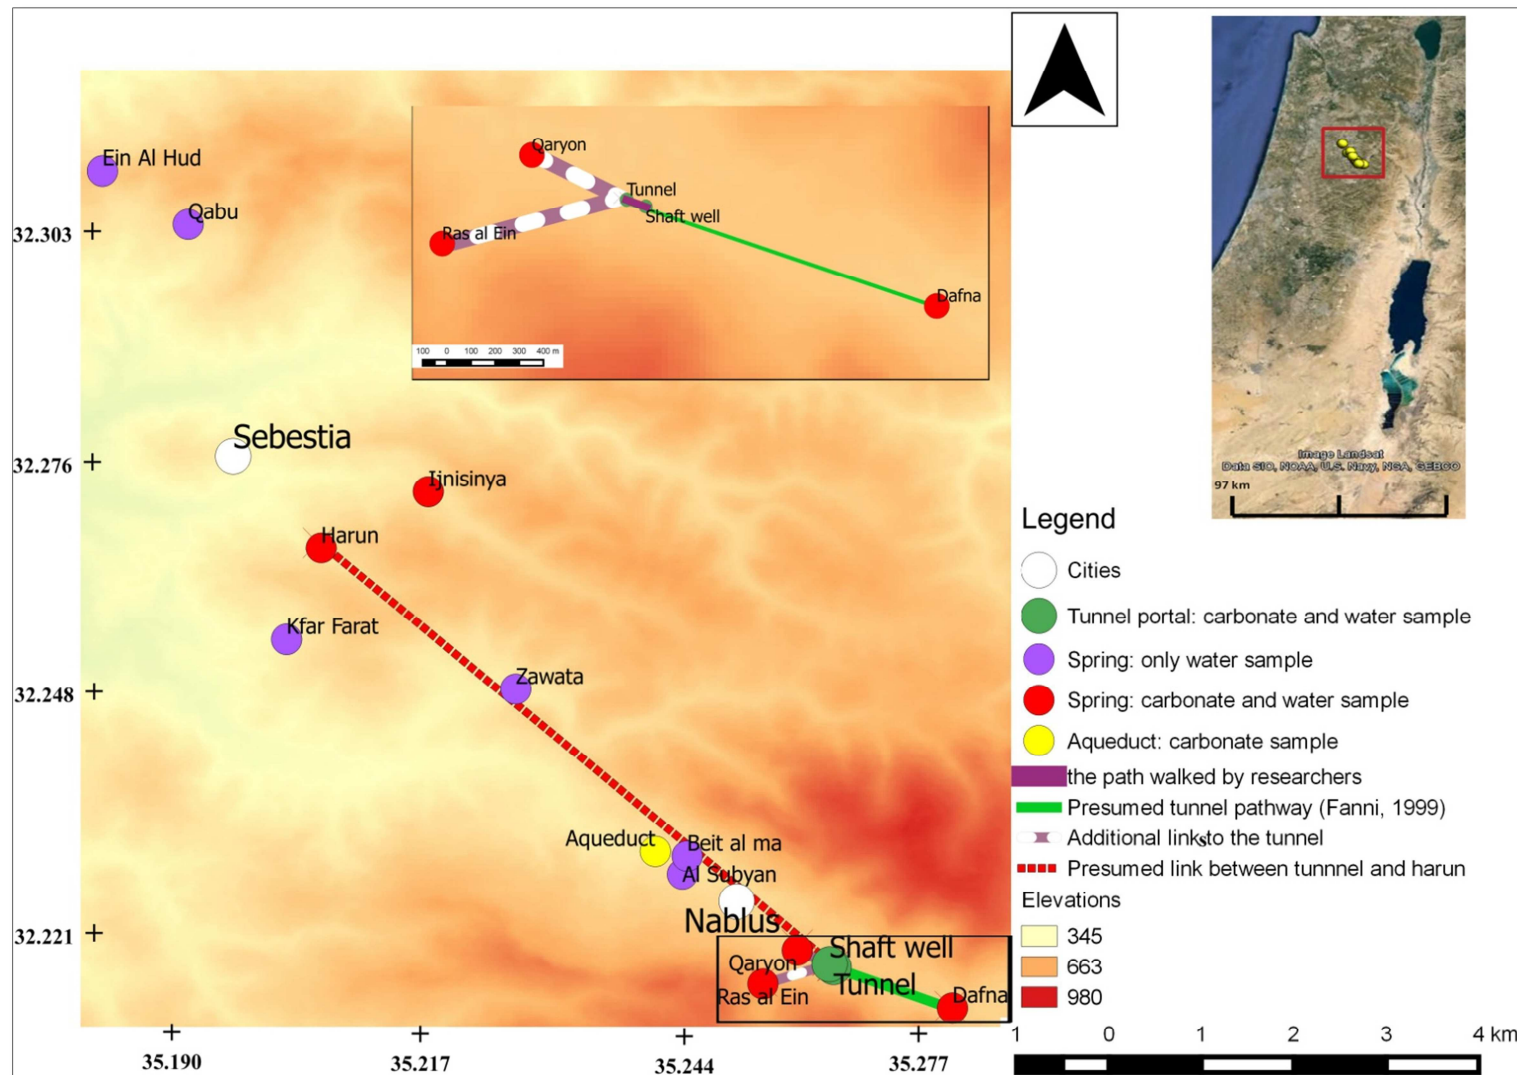 Ein Al Hud
Qabu
32.303
Qaryon
Tunnel
Shaft well
Ras al Ein
Dafna
100 0 100 200 300 400 m
Sebestia
32.276
Ijnisinya
Harun
Kfar Farat
Zawata
32.248
Aqueduct
Beit al ma
Al Subyan
Nablus
32.221
Shaft well
Qaryon
Tunnel
Ras al Ein
Dafna
35.190 35.217 35.244 35.277
Image Landsat
Data SIO, NOAA, U.S. Navy, NGA, GEBCO
97 km
Legend
Cities
Tunnel portal: carbonate and water sample
Spring: only water sample
Spring: carbonate and water sample
Aqueduct: carbonate sample
the path walked by researchers
Presumed tunnel pathway (Fanni, 1999)
Additional linksto the tunnel
Presumed link between tunnnel and harun
Elevations
345
663
980
1 0 1 2 3 4 km